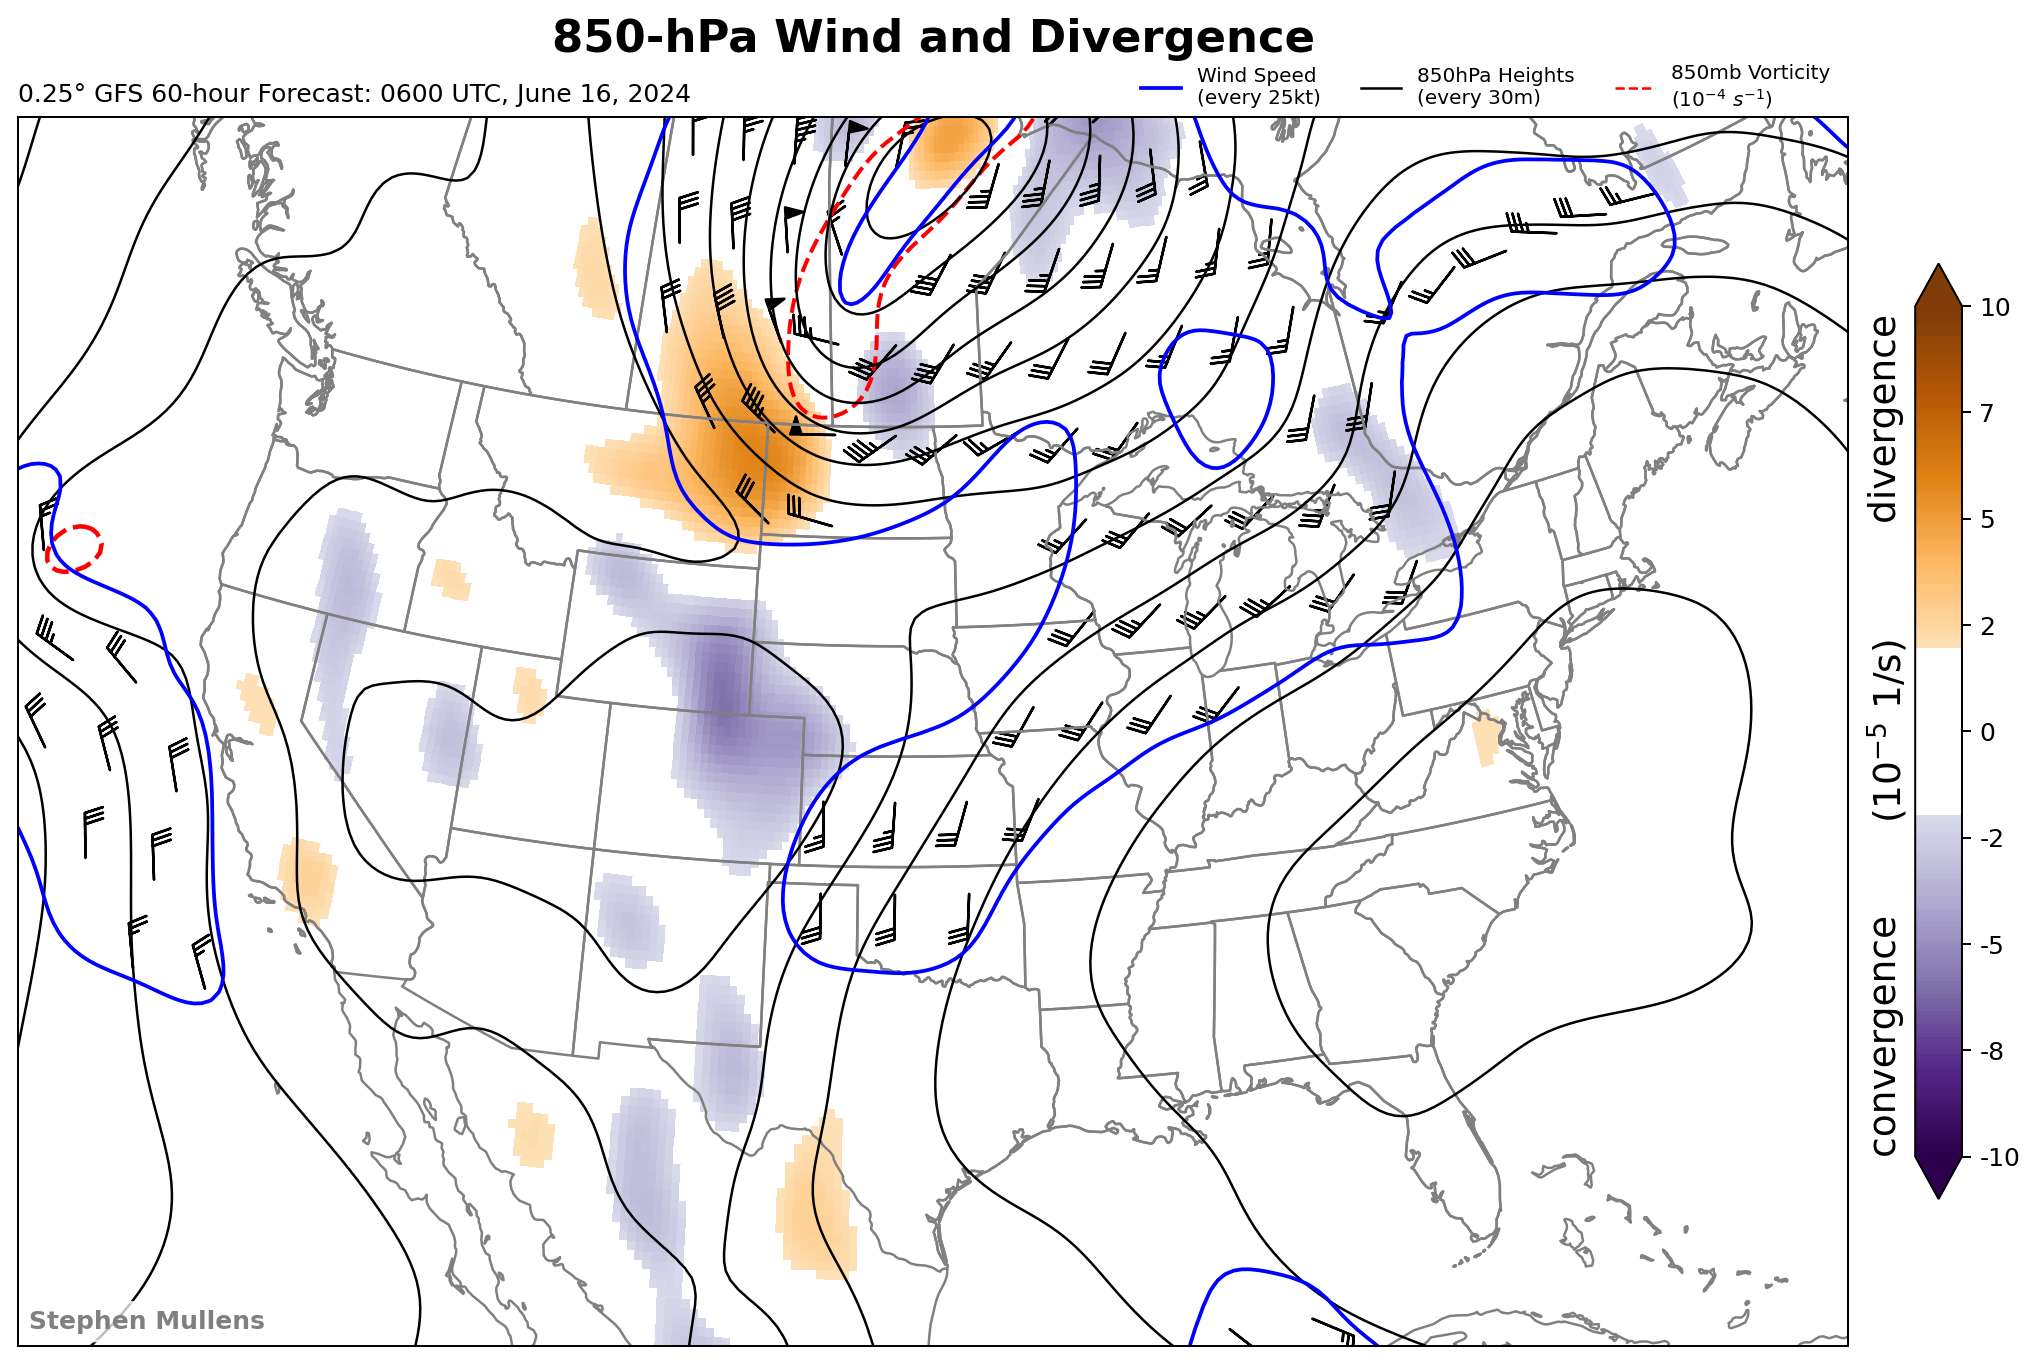 850-hPa Wind and Divergence
0.25° GFS 60-hour Forecast: 0600 UTC, June 16, 2024
Wind Speed
(every 25kt)
850hPa Heights
(every 30m)
850mb Vorticity
(10⁻⁴ s⁻¹)
divergence
(10⁻⁵ 1/s)
convergence
10
7
5
2
0
-2
-5
-8
-10
Stephen Mullens